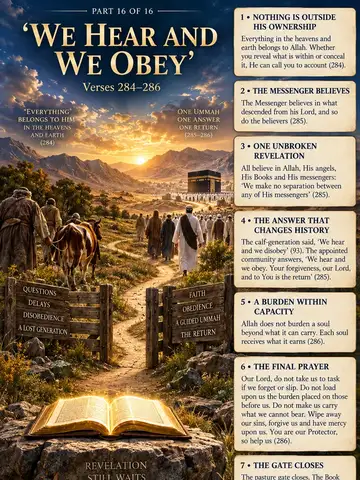 PART 16 OF 16
‘WE HEAR AND
WE OBEY’
Verses 284–286
“EVERYTHING
BELONGS TO HIM
IN THE HEAVENS
AND EARTH
(284)
ONE UMMAH
ONE ANSWER
ONE RETURN
(285–286)
QUESTIONS
DELAYS
DISOBEDIENCE
A LOST GENERATION
FAITH
OBEDIENCE
A GUIDED UMMAH
THE RETURN
REVELATION
STILL WAITS
1 • NOTHING IS OUTSIDE
HIS OWNERSHIP
Everything in the heavens and
earth belongs to Allah. Whether
you reveal what is within or conceal
it, He can call you to account (284).
2 • THE MESSENGER BELIEVES
The Messenger believes in what
descended from his Lord, and so
do the believers (285).
3 • ONE UNBROKEN
REVELATION
All believe in Allah, His angels,
His Books and His messengers:
‘We make no separation between
any of His messengers’ (285).
4 • THE ANSWER THAT
CHANGES HISTORY
The calf-generation said, ‘We hear
and we disobey’ (93). The appointed
community answers, ‘We hear and
we obey. Your forgiveness, our Lord,
and to You is the return’ (285).
5 • A BURDEN WITHIN
CAPACITY
Allah does not burden a soul
beyond what it can carry. Each soul
receives what it earns (286).
6 • THE FINAL PRAYER
Our Lord, do not take us to task
if we forget or slip. Do not load
upon us the burden placed on those
before us. Do not make us carry
what we cannot bear. Wipe away
our sins, forgive us and have mercy
upon us. You are our Protector,
so help us (286).
7 • THE GATE CLOSES
The pasture gate closes. The Book